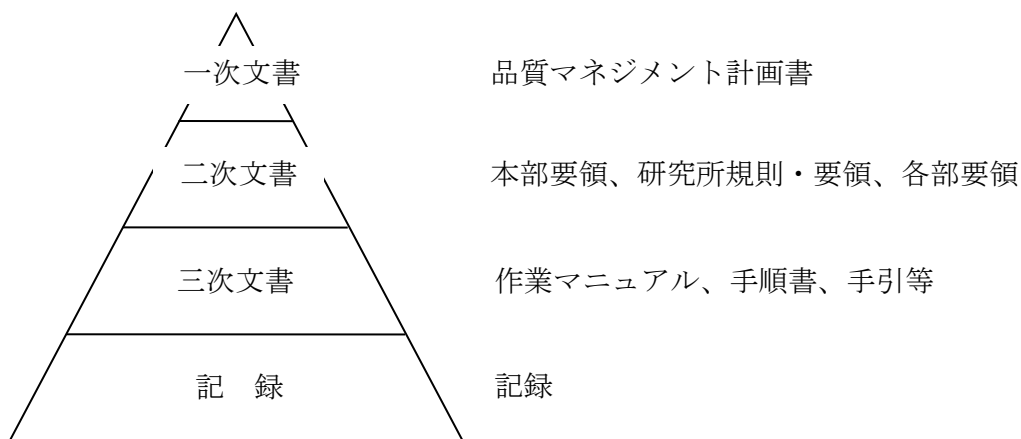 一次文書 品質マネジメント計画書
二次文書 本部要領、研究所規則・要領、各部要領
三次文書 作業マニュアル、手順書、手引等
記　録 記録